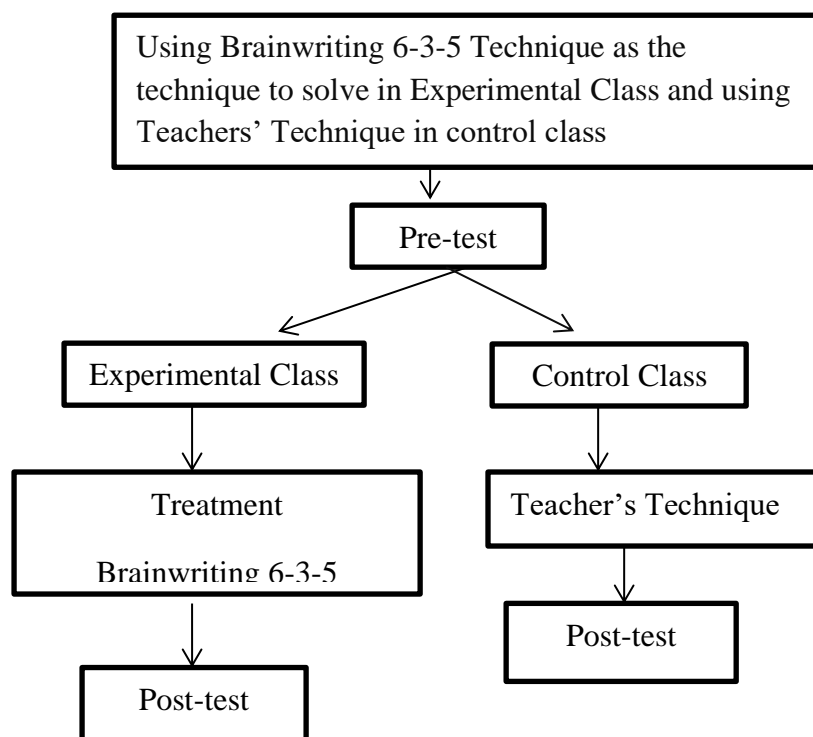 Using Brainwriting 6-3-5 Technique as the
technique to solve in Experimental Class and using
Teachers’ Technique in control class
Pre-test
Experimental Class
Control Class
Treatment
Brainwriting 6-3-5
Teacher’s Technique
Post-test
Post-test